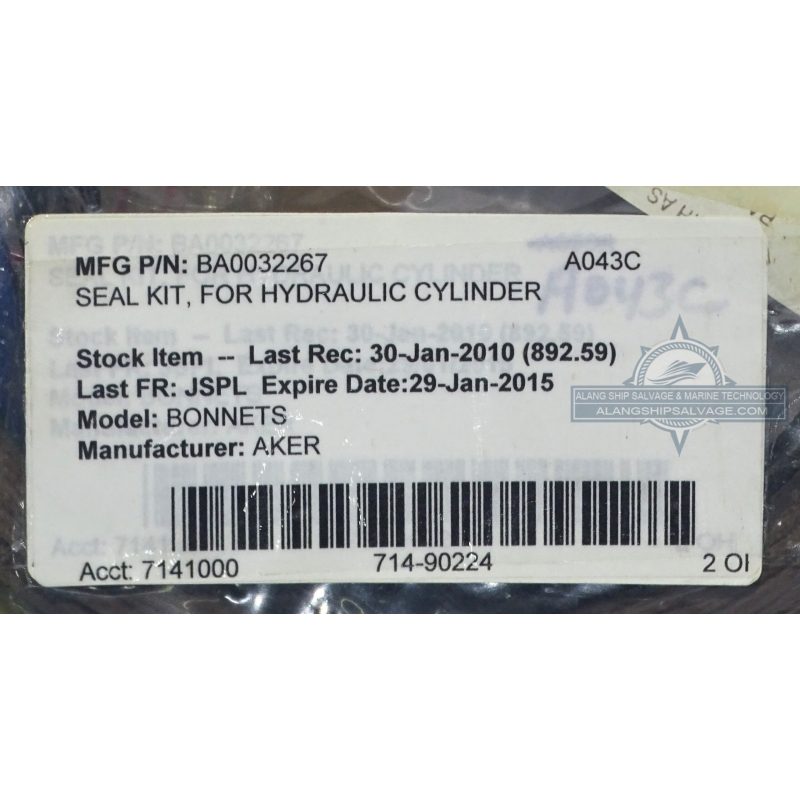 MFG P/N: BA0032267 A043C
SEAL KIT, FOR HYDRAULIC CYLINDER
A043C
Stock Item -- Last Rec: 30-Jan-2010 (892.59)
Last FR: JSPL Expire Date:29-Jan-2015
Model: BONNETS
Manufacturer: AKER
Acct: 7141000 714-90224 2 OI
ALANG SHIP SALVAGE & MARINE TECHNOLOGY
ALANGSHIPSALVAGE.COM